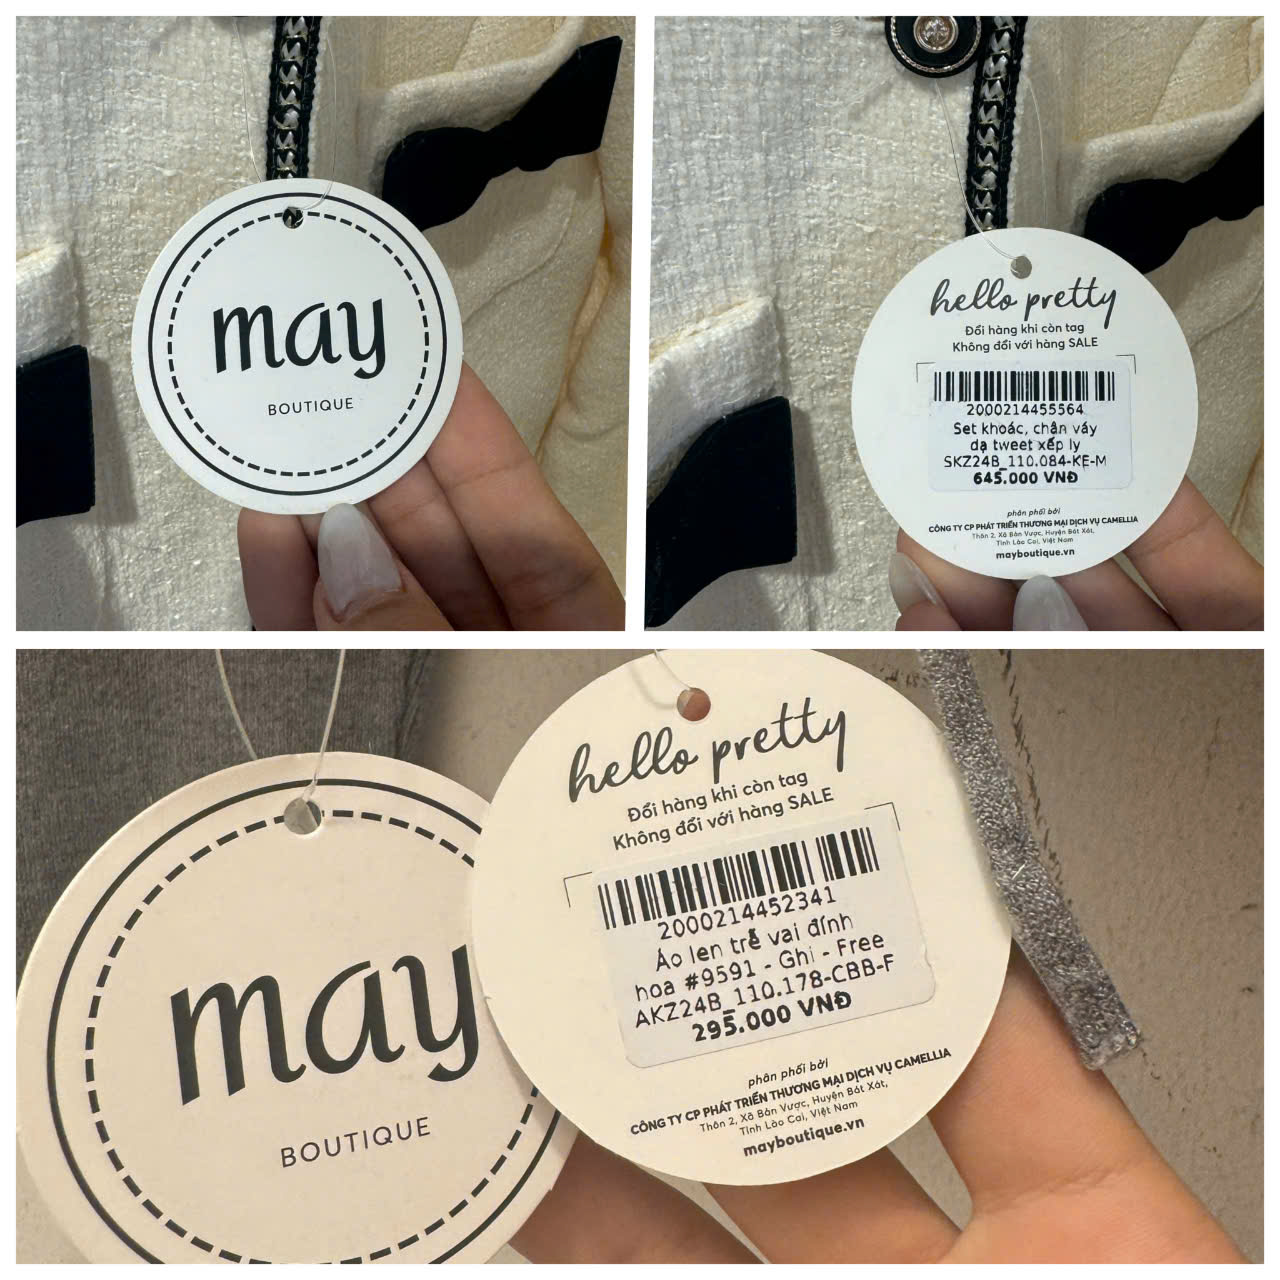 may
BOUTIQUE
hello pretty
Đổi hàng khi còn tag
Không đổi với hàng SALE
2000214455564
Set khoác, chân váy
dạ tweet xếp ly
SKZ24B_110.084-KE-M
645.000 VNĐ
phân phối bởi
CÔNG TY CP PHÁT TRIỂN THƯƠNG MẠI DỊCH VỤ CAMELLIA
Thôn 2, Xã Bản Vược, Huyện Bát Xát,
Tỉnh Lào Cai, Việt Nam
mayboutique.vn
may
BOUTIQUE
hello pretty
Đổi hàng khi còn tag
Không đổi với hàng SALE
2000214452341
Áo len trễ vai đính
hoa #9591 - Ghi - Free
AKZ24B_110.178-CBB-F
295.000 VNĐ
phân phối bởi
CÔNG TY CP PHÁT TRIỂN THƯƠNG MẠI DỊCH VỤ CAMELLIA
Thôn 2, Xã Bản Vược, Huyện Bát Xát,
Tỉnh Lào Cai, Việt Nam
mayboutique.vn